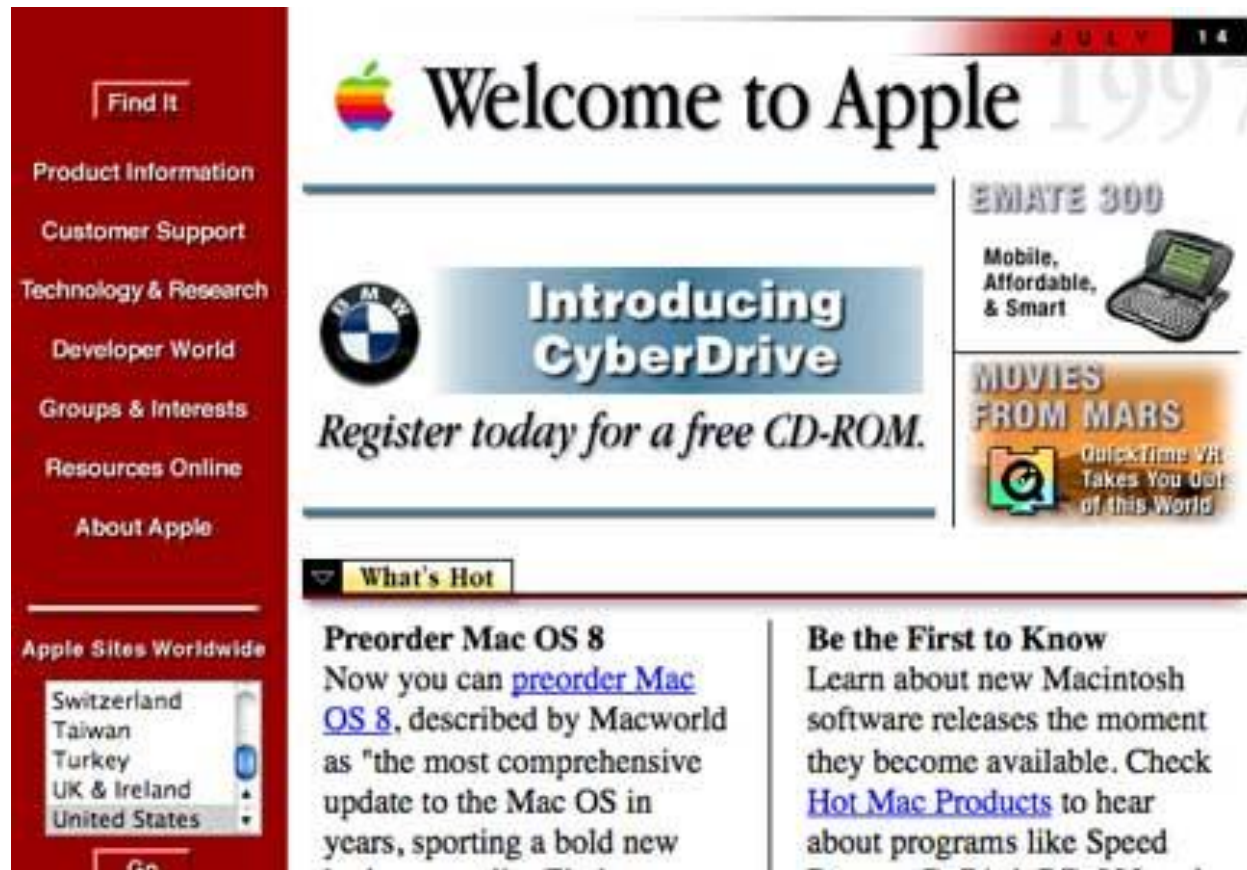 JULY 14
1997
Welcome to Apple
Find It
Product Information
Customer Support
Technology & Research
Developer World
Groups & Interests
Resources Online
About Apple
Apple Sites Worldwide
Switzerland
Taiwan
Turkey
UK & Ireland
United States
Go
BMW
Introducing
CyberDrive
Register today for a free CD-ROM.
EMATE 300
Mobile,
Affordable,
& Smart
MOVIES
FROM MARS
QuickTime VR
Takes You Out
of this World
What's Hot
Preorder Mac OS 8
Now you can preorder Mac
OS 8, described by Macworld
as "the most comprehensive
update to the Mac OS in
years, sporting a bold new
Be the First to Know
Learn about new Macintosh
software releases the moment
they become available. Check
Hot Mac Products to hear
about programs like Speed